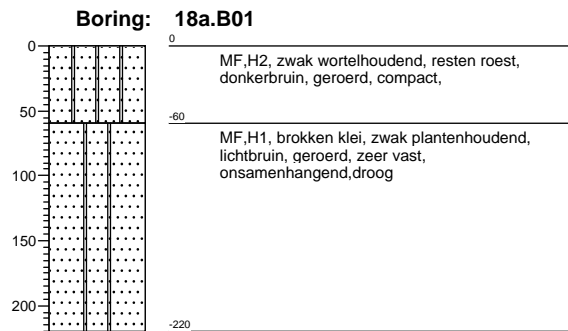 Boring: 18a.B01
0
0
MF,H2, zwak wortelhoudend, resten roest,
donkerbruin, geroerd, compact,
50
-60
MF,H1, brokken klei, zwak plantenhoudend,
lichtbruin, geroerd, zeer vast,
onsamenhangend,droog
100
150
200
-220